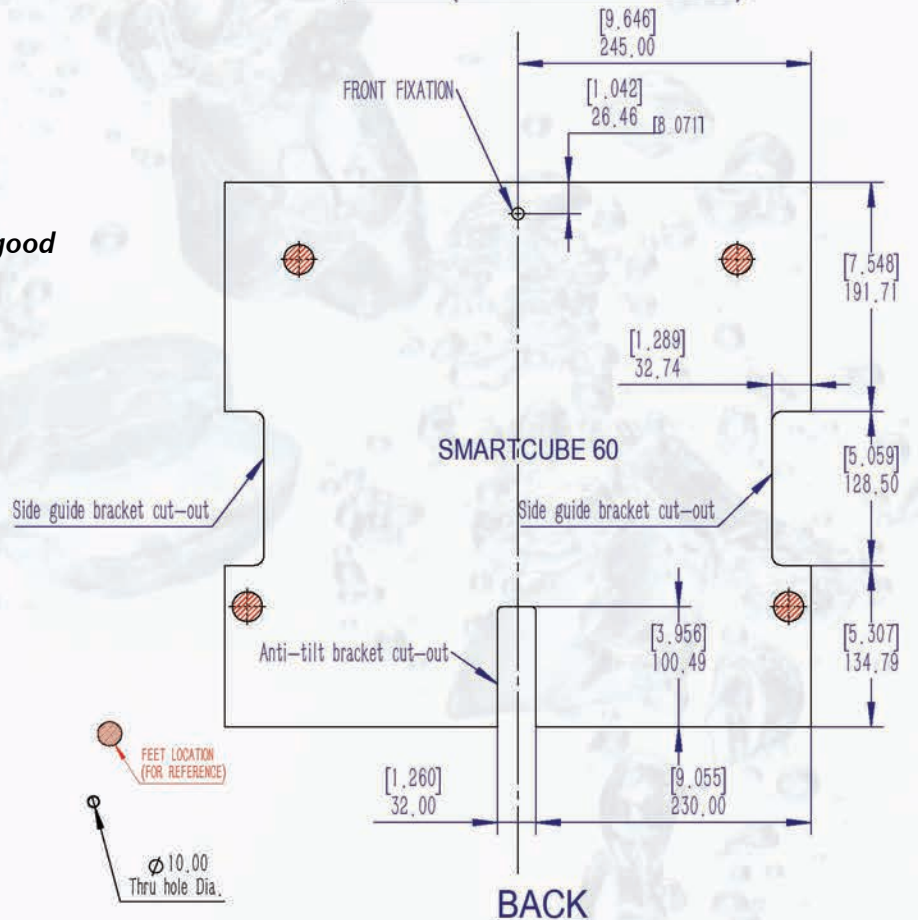 [9.646]
245.00
FRONT FIXATION
[1.042]
26.46
[8.071]
good
[7.548]
191.71
[1.289]
32.74
SMARTCUBE 60
[5.059]
128.50
Side guide bracket cut-out
Side guide bracket cut-out
[3.956]
100.49
[5.307]
134.79
Anti-tilt bracket cut-out
FEET LOCATION
(FOR REFERENCE)
[1.260]
32.00
[9.055]
230.00
Ø10.00
Thru hole Dia.
BACK